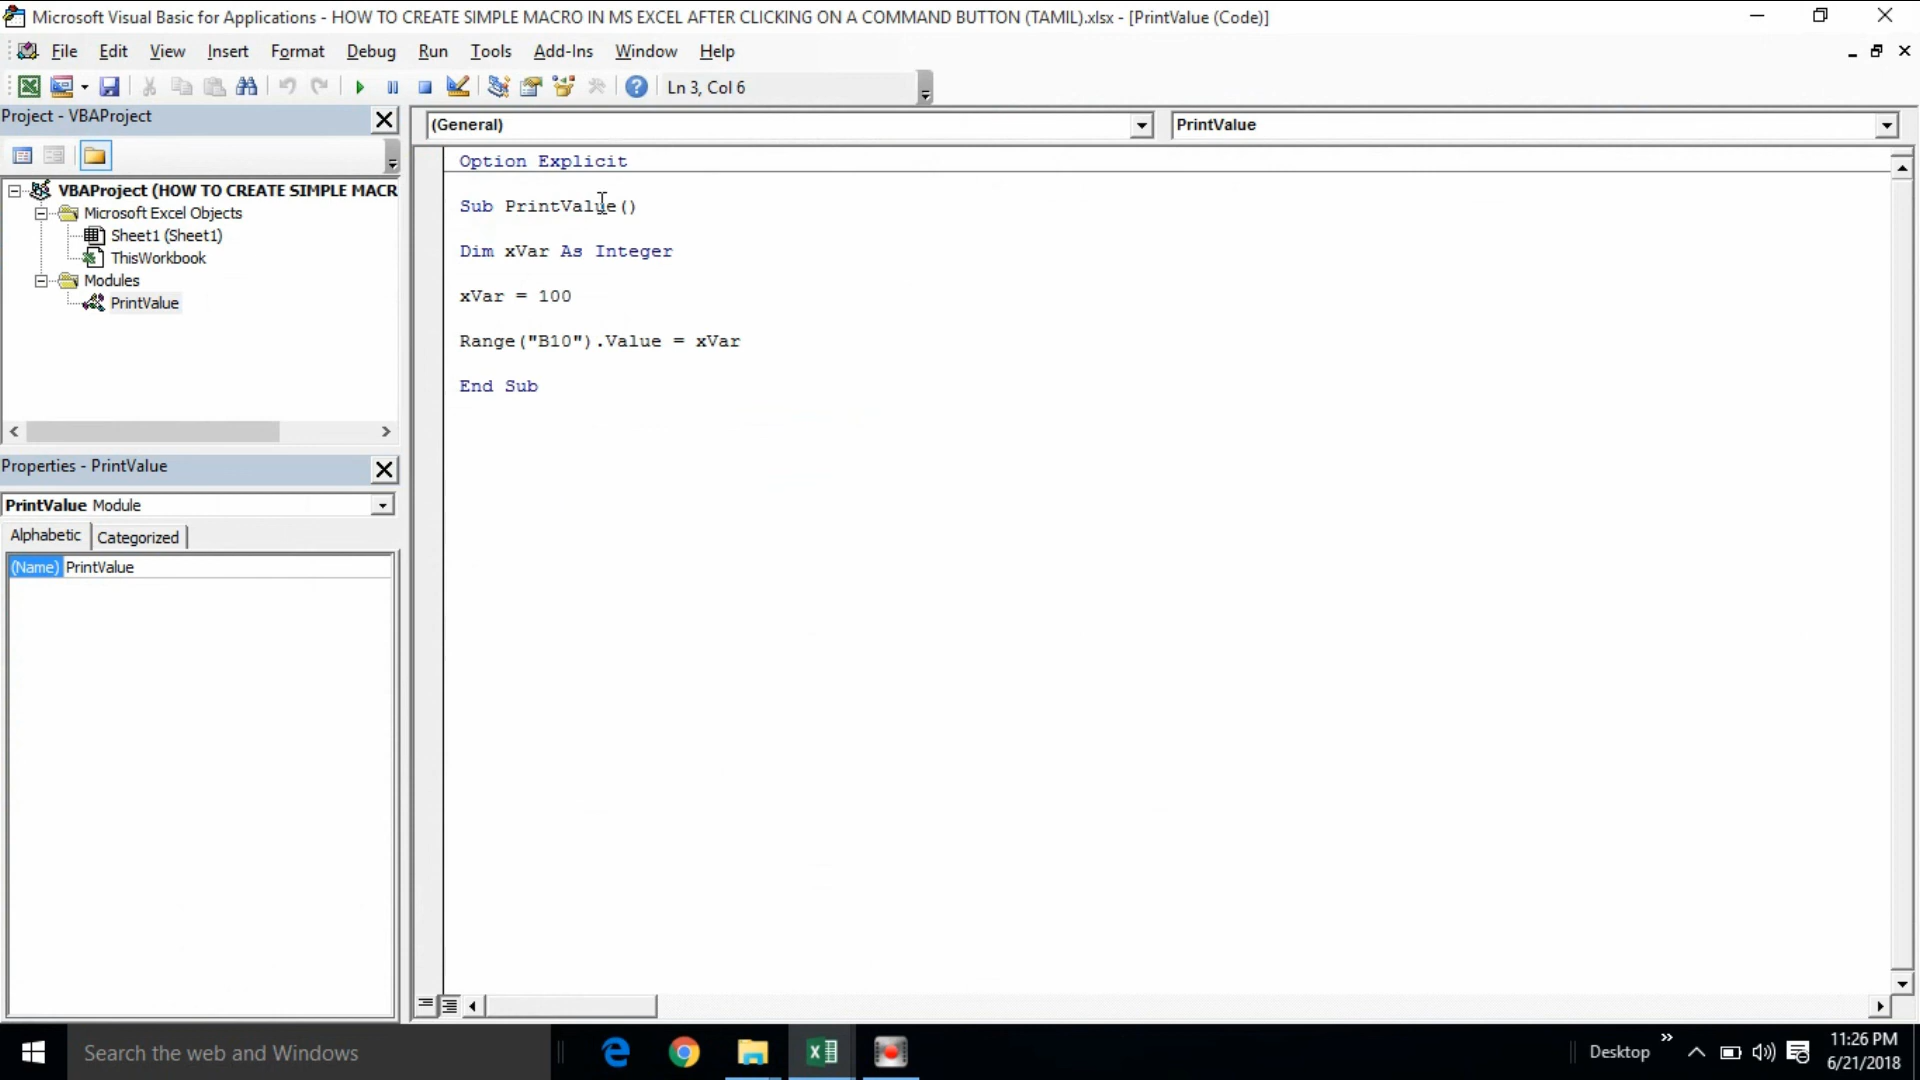 Microsoft Visual Basic for Applications - HOW TO CREATE SIMPLE MACRO IN MS EXCEL AFTER CLICKING ON A COMMAND BUTTON (TAMIL).xlsx - [PrintValue (Code)]
File Edit View Insert Format Debug Run Tools Add-Ins Window Help
Ln 3, Col 6
Project - VBAProject
(General)
PrintValue
VBAProject (HOW TO CREATE SIMPLE MACR
Microsoft Excel Objects
Sheet1 (Sheet1)
ThisWorkbook
Modules
PrintValue
Option Explicit
Sub PrintValue()
Dim xVar As Integer
xVar = 100
Range("B10").Value = xVar
End Sub
Properties - PrintValue
PrintValue Module
Alphabetic Categorized
(Name) PrintValue
Search the web and Windows
Desktop
11:26 PM
6/21/2018